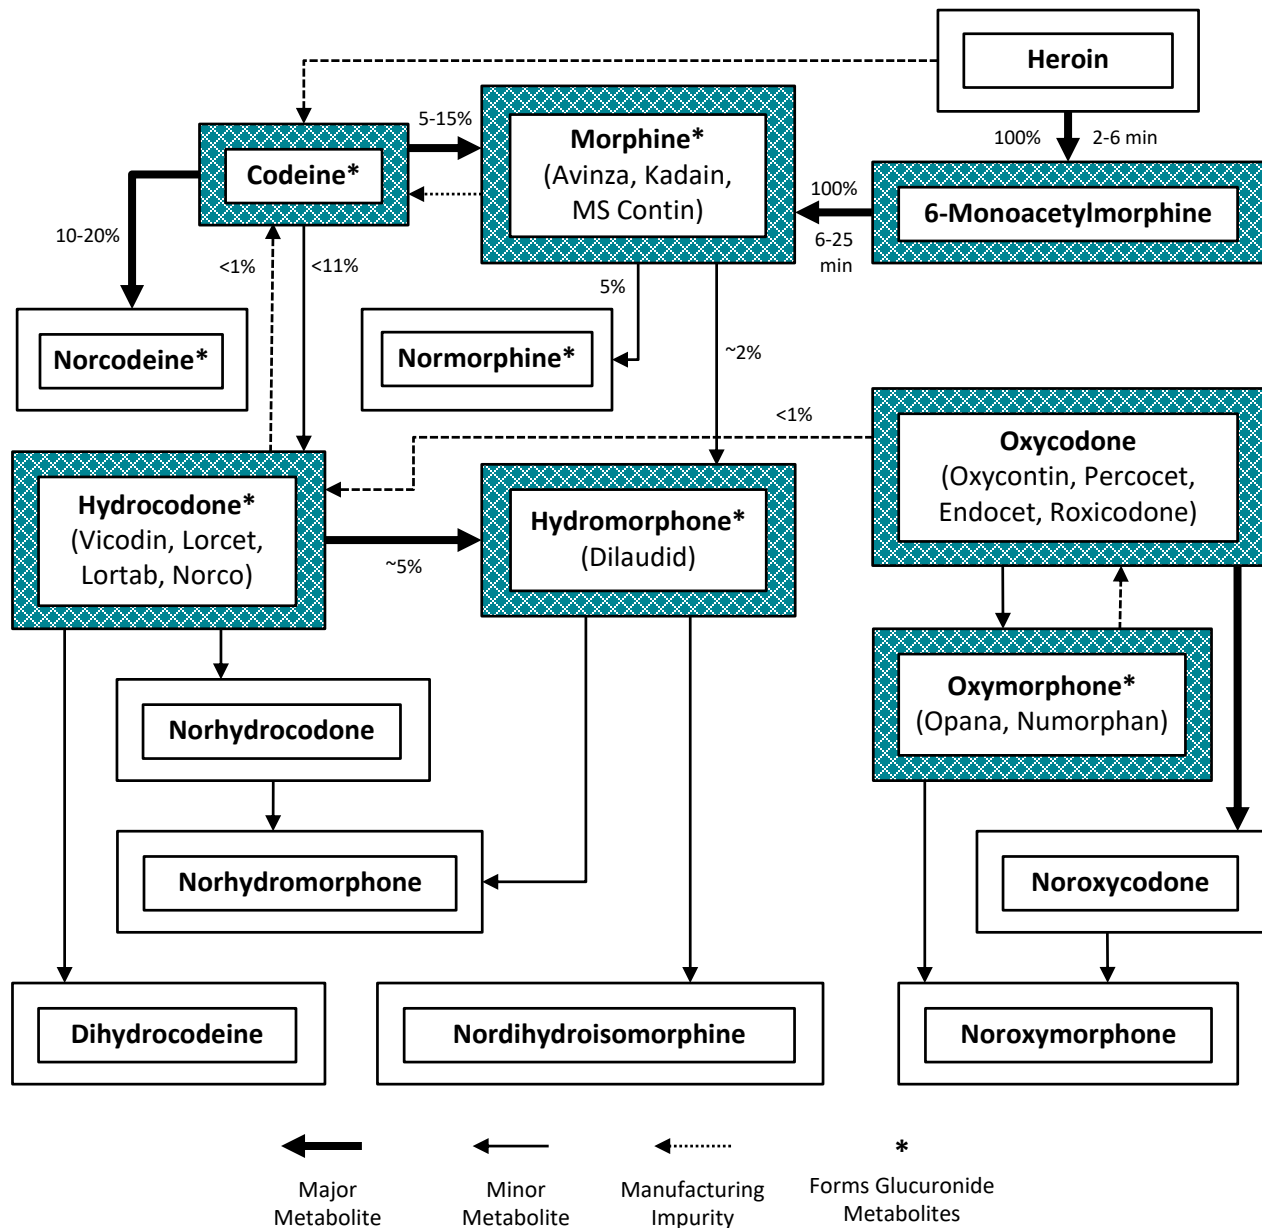 Heroin
100%
2-6 min
5-15%
Morphine*
(Avinza, Kadain,
MS Contin)
Codeine*
100%
6-25
min
6-Monoacetylmorphine
10-20%
<1%
<11%
5%
~2%
Norcodeine*
Normorphine*
<1%
Oxycodone
(Oxycontin, Percocet,
Endocet, Roxicodone)
Hydrocodone*
(Vicodin, Lorcet,
Lortab, Norco)
~5%
Hydromorphone*
(Dilaudid)
Oxymorphone*
(Opana, Numorphan)
Norhydrocodone
Norhydromorphone
Noroxycodone
Dihydrocodeine
Nordihydroisomorphine
Noroxymorphone
Major
Metabolite
Minor
Metabolite
Manufacturing
Impurity
*
Forms Glucuronide
Metabolites